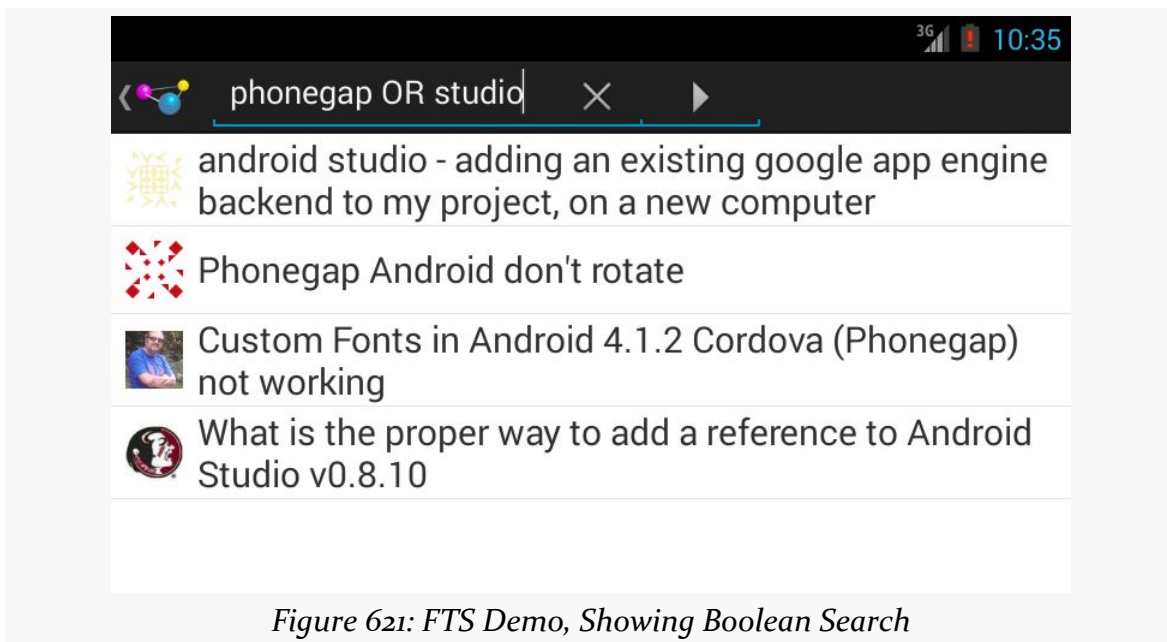 3G 10:35
phonegap OR studio
android studio - adding an existing google app engine
backend to my project, on a new computer
Phonegap Android don't rotate
Custom Fonts in Android 4.1.2 Cordova (Phonegap)
not working
What is the proper way to add a reference to Android
Studio v0.8.10
Figure 621: FTS Demo, Showing Boolean Search